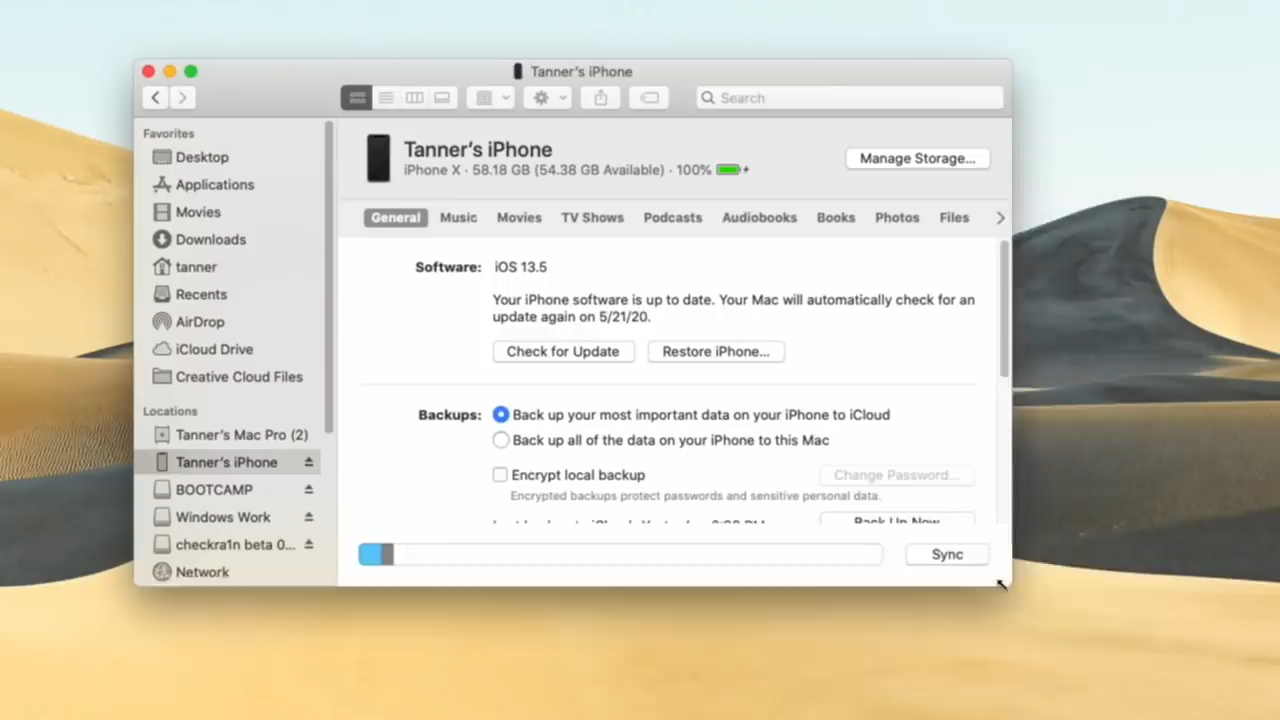 Tanner's iPhone
Search
Favorites
Desktop
Applications
Movies
Downloads
tanner
Recents
AirDrop
iCloud Drive
Creative Cloud Files
Locations
Tanner's Mac Pro (2)
Tanner's iPhone
BOOTCAMP
Windows Work
checkra1n beta 0...
Network
Tanner's iPhone
iPhone X · 58.18 GB (54.38 GB Available) · 100%
Manage Storage...
General Music Movies TV Shows Podcasts Audiobooks Books Photos Files
Software: iOS 13.5
Your iPhone software is up to date. Your Mac will automatically check for an
update again on 5/21/20.
Check for Update Restore iPhone...
Backups: Back up your most important data on your iPhone to iCloud
Back up all of the data on your iPhone to this Mac
Encrypt local backup Change Password...
Encrypted backups protect passwords and sensitive personal data.
Back Up Now
Sync